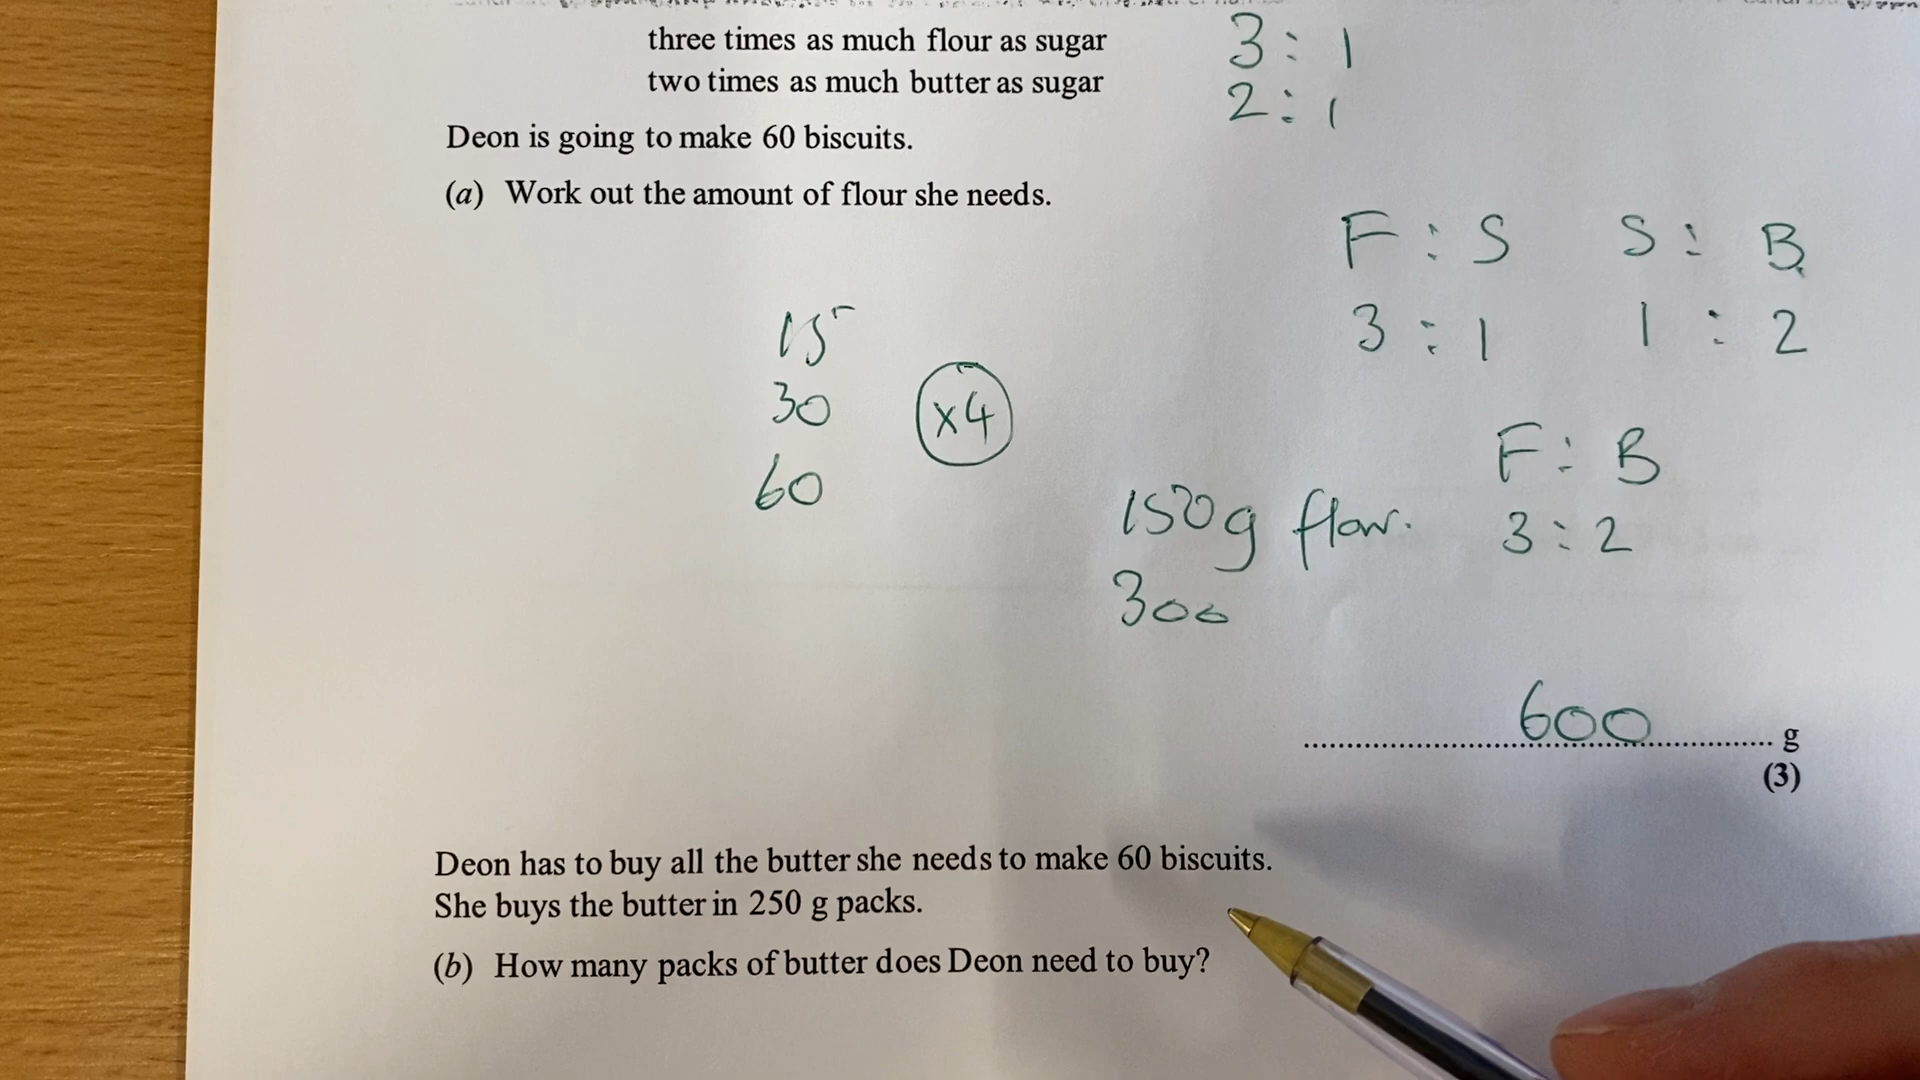 three times as much flour as sugar
3 : 1
two times as much butter as sugar
2 : 1
Deon is going to make 60 biscuits.
(a) Work out the amount of flour she needs.
F : S S : B
3 : 1 1 : 2
15
30
x4
60
F : B
150g flour.
3 : 2
300
600
g
(3)
Deon has to buy all the butter she needs to make 60 biscuits.
She buys the butter in 250 g packs.
(b) How many packs of butter does Deon need to buy?